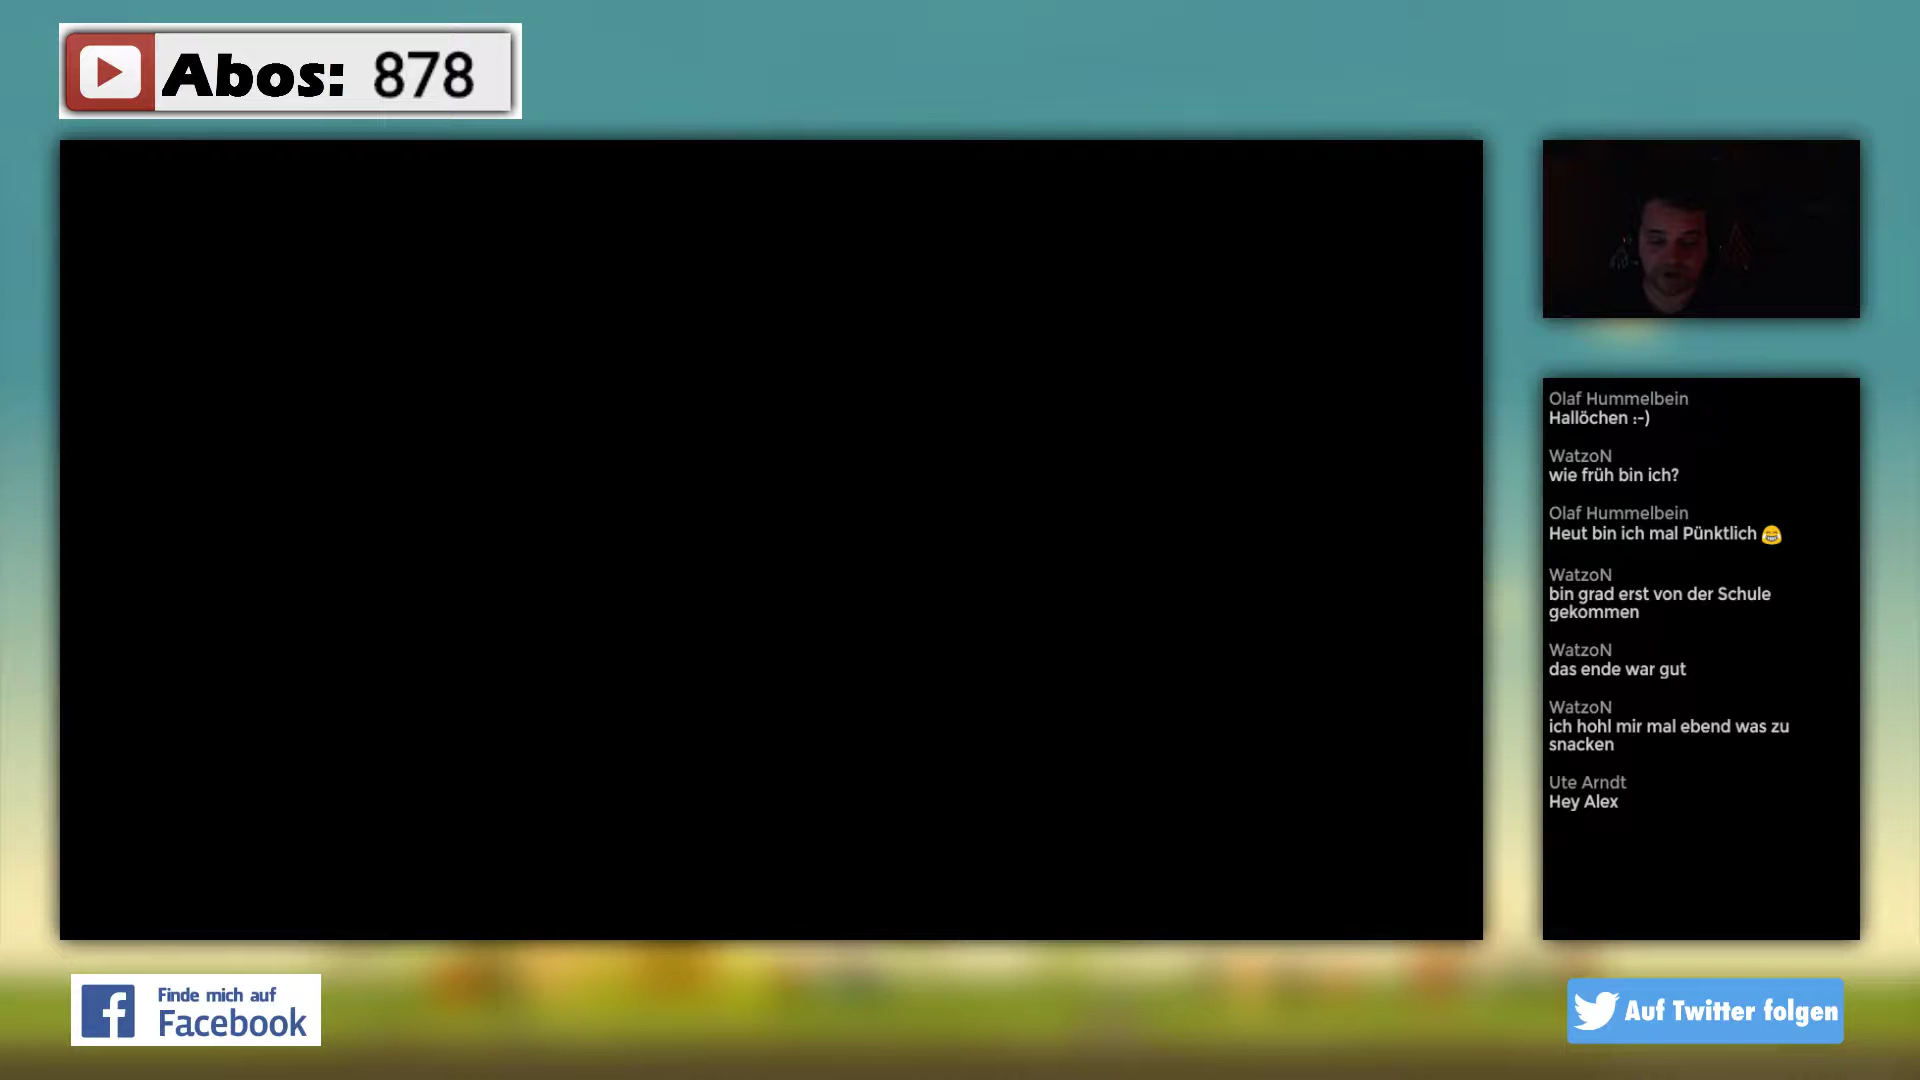 Abos: 878
Olaf Hummelbein
Hallöchen :-)
WatzoN
wie früh bin ich?
Olaf Hummelbein
Heut bin ich mal Pünktlich 😂
WatzoN
bin grad erst von der Schule
gekommen
WatzoN
das ende war gut
WatzoN
ich hohl mir mal ebend was zu
snacken
Ute Arndt
Hey Alex
Finde mich auf
Facebook
Auf Twitter folgen